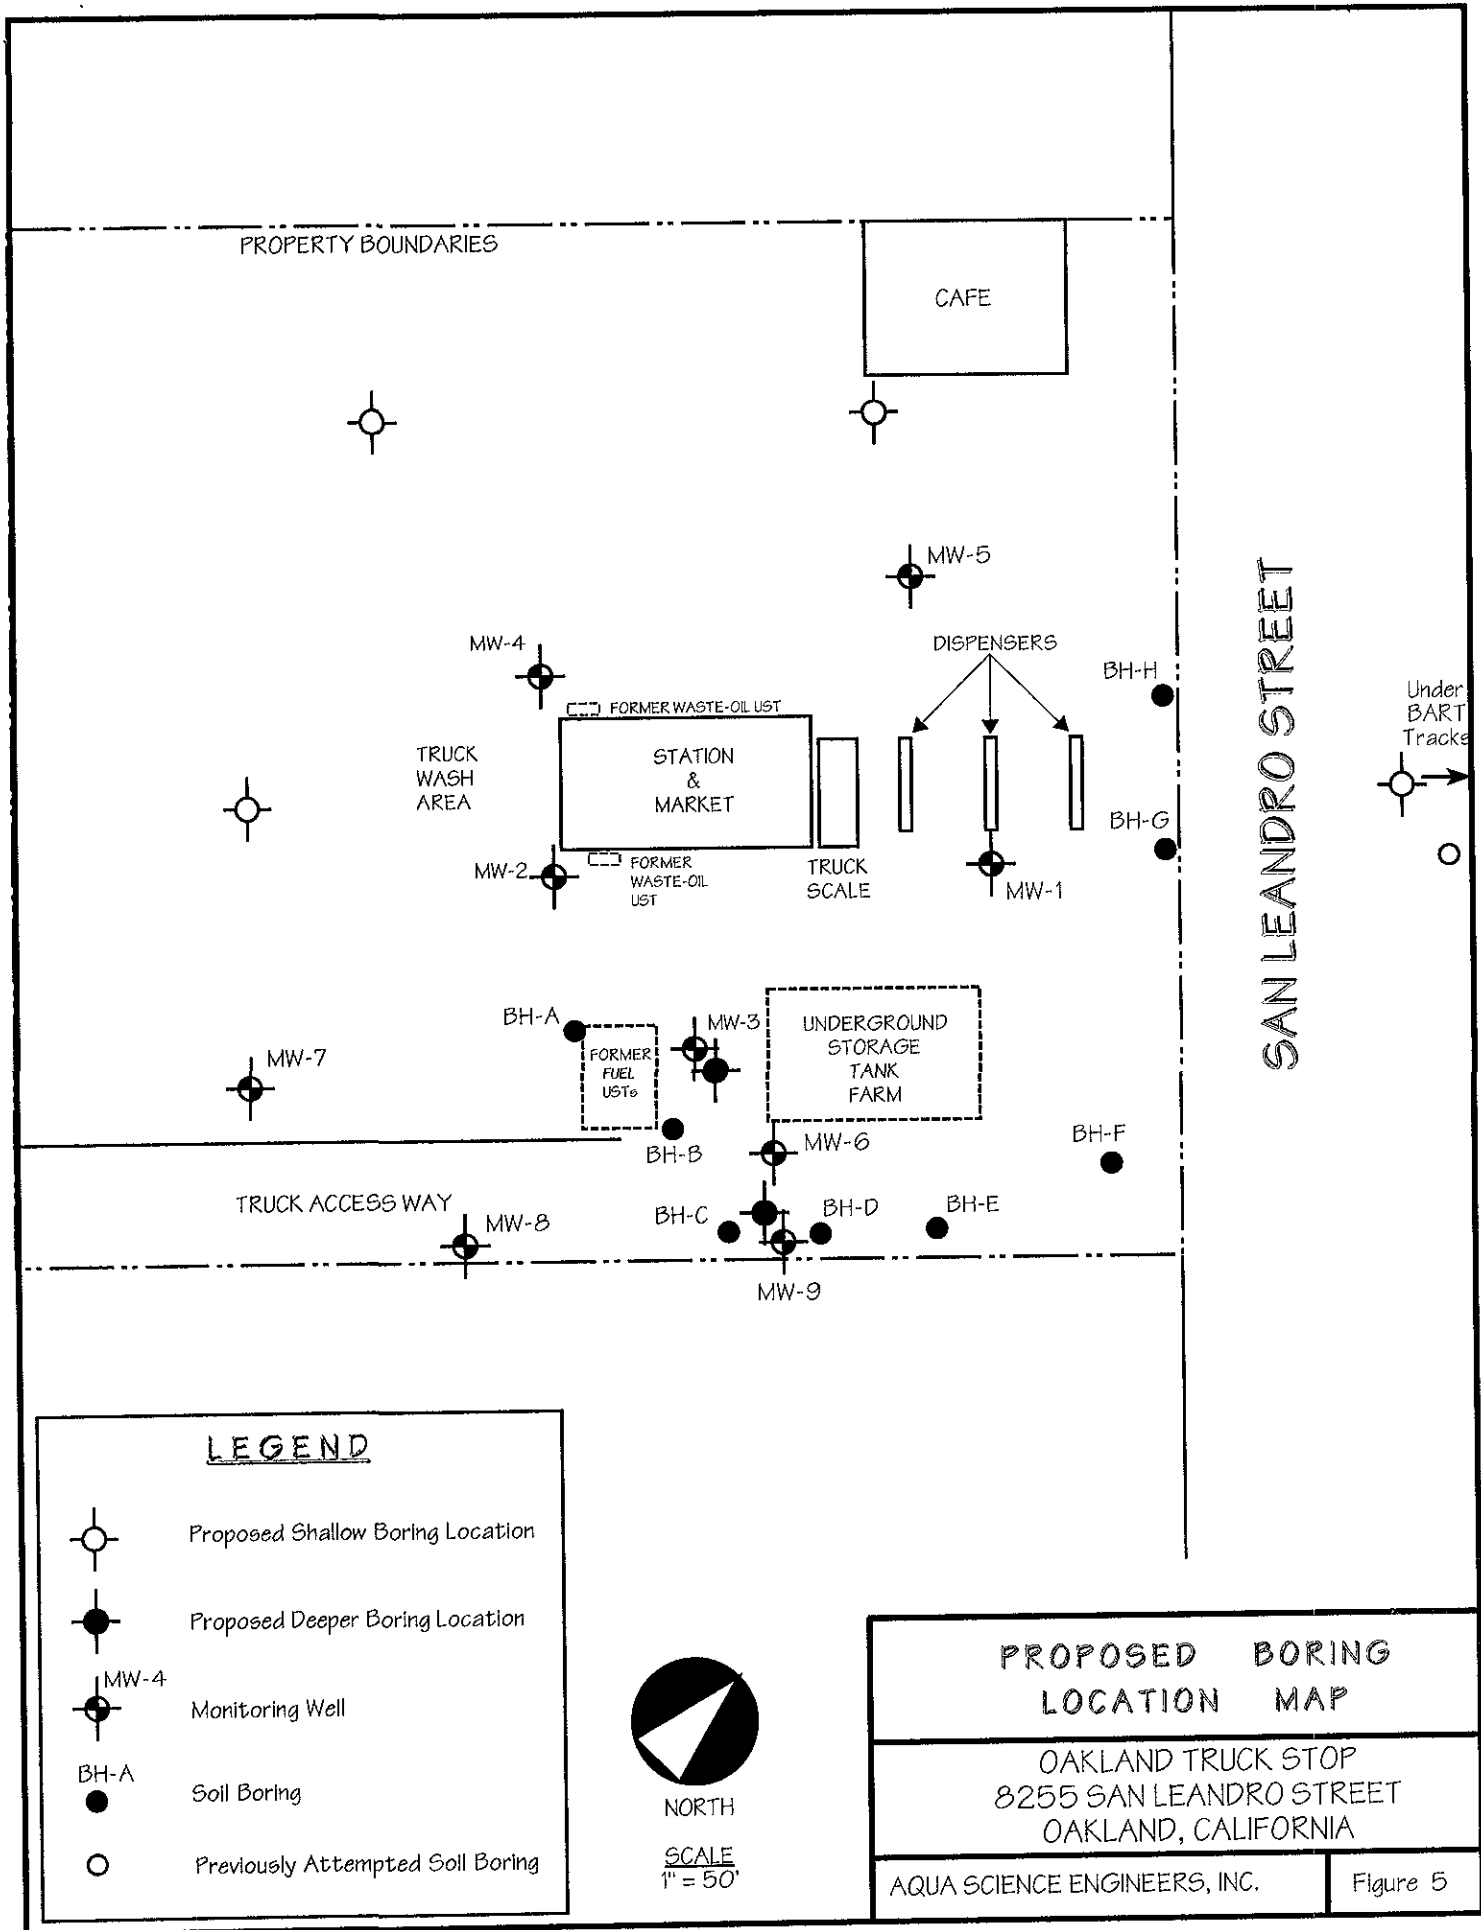 PROPERTY BOUNDARIES
CAFE
MW-5
MW-4
DISPENSERS
BH-H
FORMER WASTE-OIL UST
Under
BART
Tracks
TRUCK
WASH
AREA
STATION
&
MARKET
SAN LEANDRO STREET
BH-G
MW-2
FORMER
WASTE-OIL
UST
TRUCK
SCALE
MW-1
BH-A
MW-3
UNDERGROUND
STORAGE
TANK
FARM
FORMER
FUEL
USTs
MW-7
BH-B
MW-6
BH-F
TRUCK ACCESS WAY
MW-8
BH-C
BH-D
BH-E
MW-9
LEGEND
Proposed Shallow Boring Location
Proposed Deeper Boring Location
MW-4
Monitoring Well
BH-A
Soil Boring
Previously Attempted Soil Boring
NORTH
SCALE
1" = 50'
PROPOSED BORING
LOCATION MAP
OAKLAND TRUCK STOP
8255 SAN LEANDRO STREET
OAKLAND, CALIFORNIA
AQUA SCIENCE ENGINEERS, INC.
Figure 5